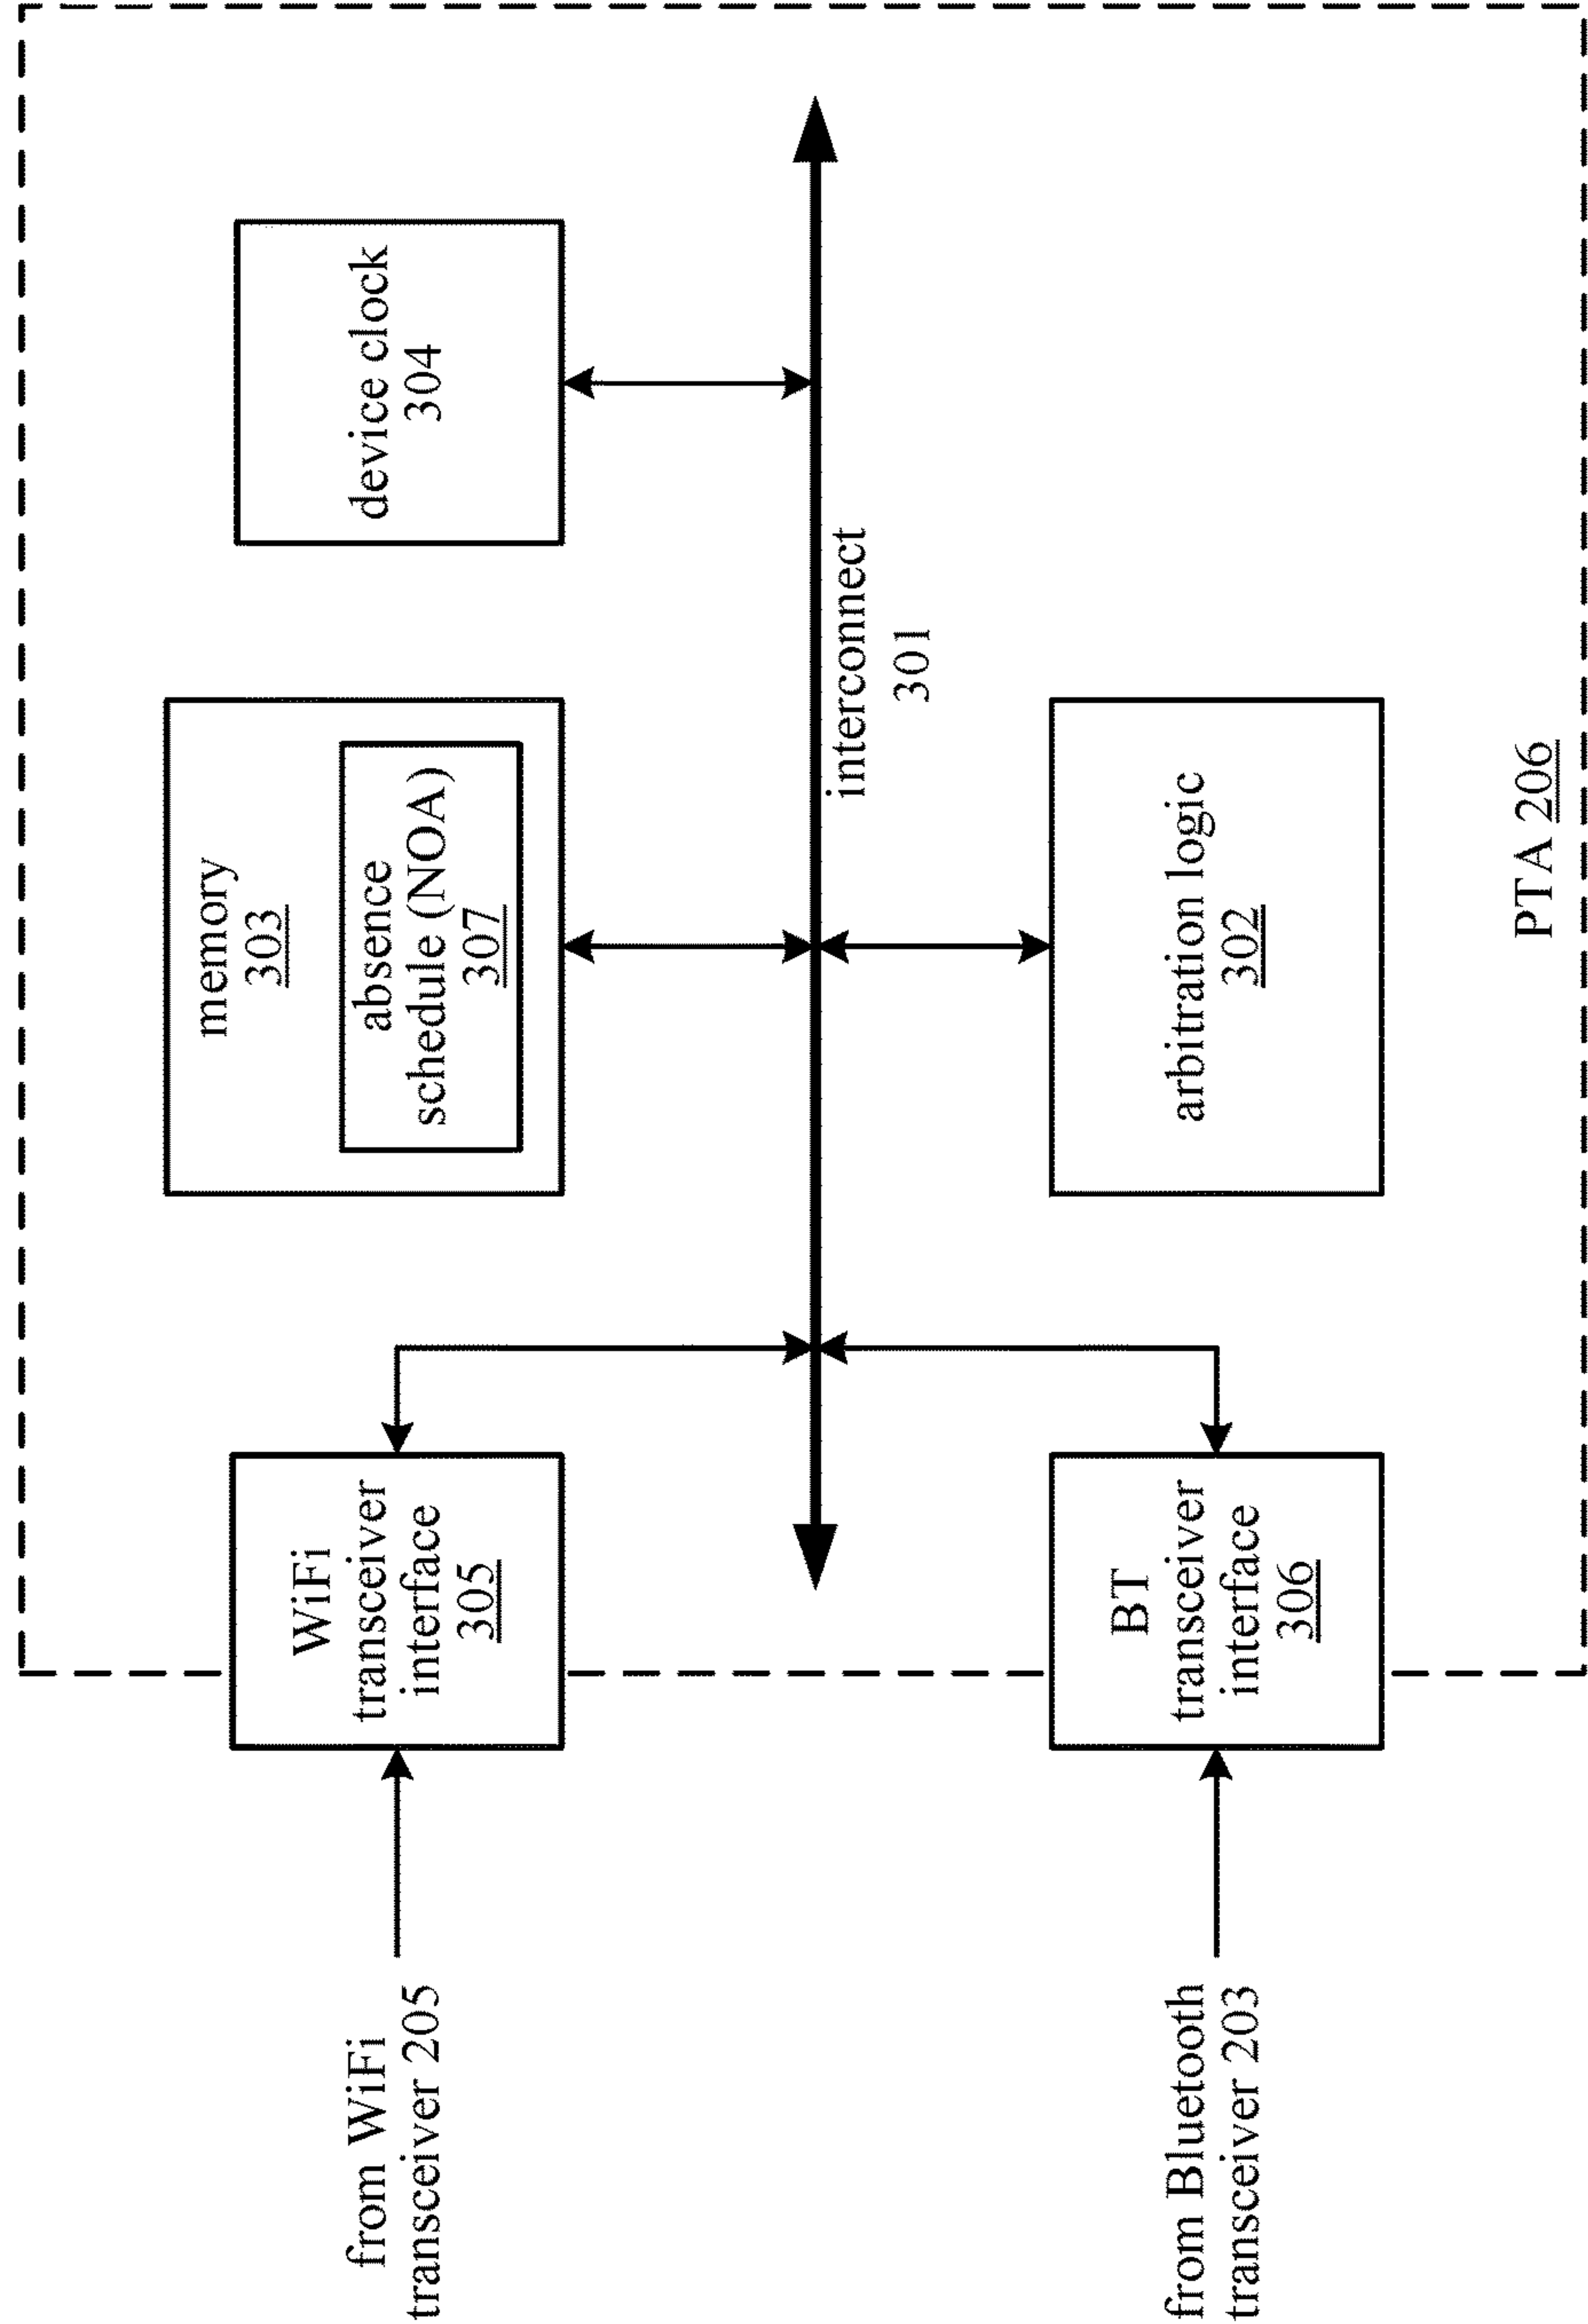 from WiFi
transceiver 205
WiFi
transceiver
interface
305
memory
303
absence
schedule (NOA)
307
device clock
304
interconnect
301
from Bluetooth
transceiver 203
BT
transceiver
interface
306
arbitration logic
302
PTA 206